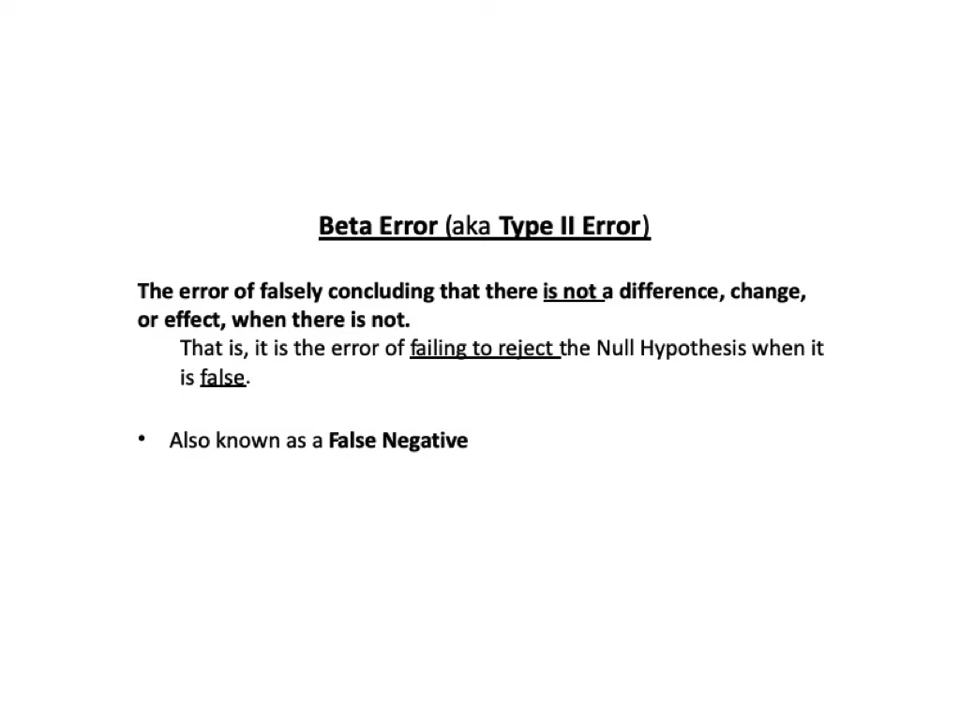 Beta Error (aka Type II Error)
The error of falsely concluding that there is not a difference, change,
or effect, when there is not.
That is, it is the error of failing to reject the Null Hypothesis when it
is false.
• Also known as a False Negative